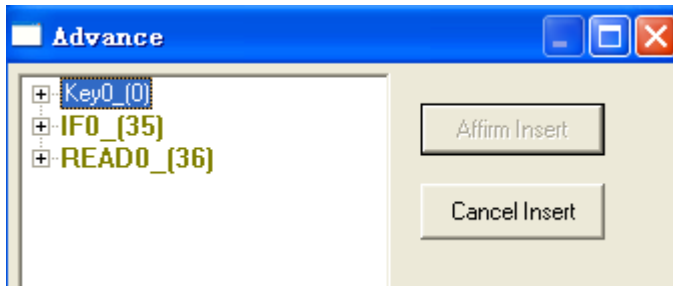 Advance
Key0_(0)
IF0_(35)
READ0_(36)
Affirm Insert
Cancel Insert